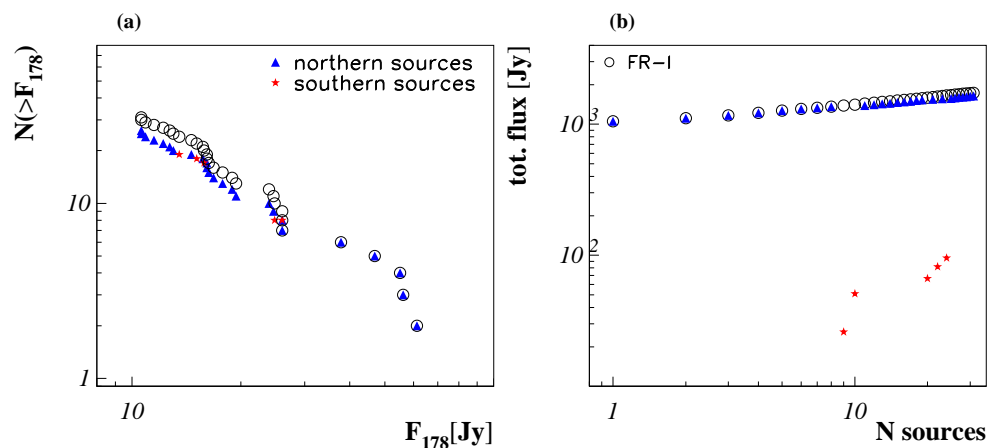 (a)
N(>F178)
northern sources
southern sources
10
1
10
F178[Jy]
(b)
tot. flux [Jy]
FR-I
10^3
10^2
1
10
N sources